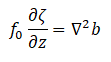 f₀ ∂ζ/∂z = ∇²b